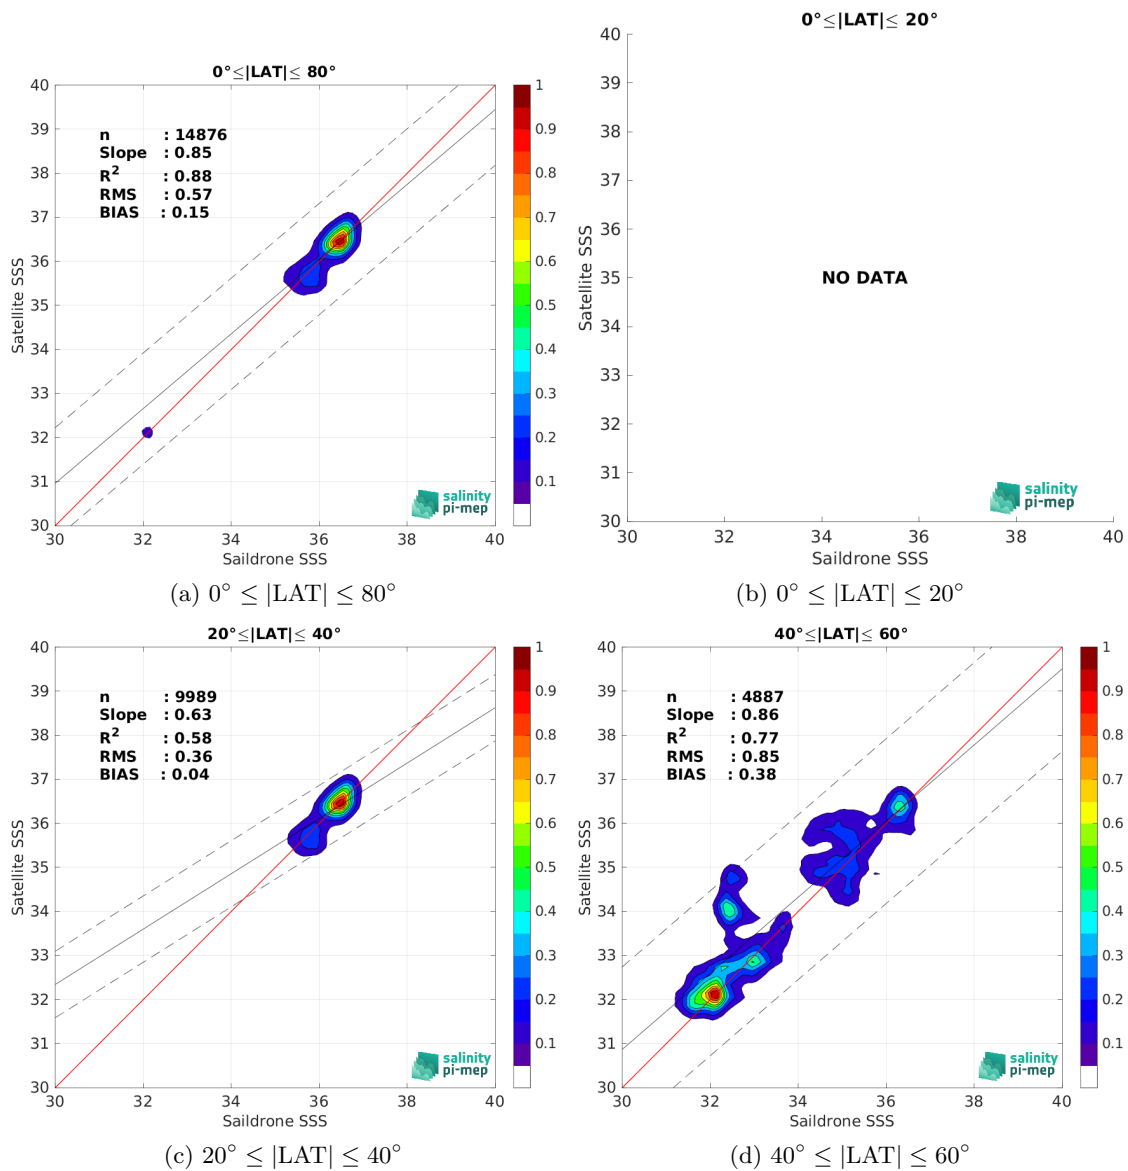 0°≤|LAT|≤ 80°
40
39
38
37
36
35
34
33
32
31
30
30 32 34 36 38 40
Satellite SSS
Saildrone SSS
n : 14876
Slope : 0.85
R² : 0.88
RMS : 0.57
BIAS : 0.15
1
0.9
0.8
0.7
0.6
0.5
0.4
0.3
0.2
0.1
salinity
pi-mep
(a) 0° ≤ |LAT| ≤ 80°
0°≤|LAT|≤ 20°
40
39
38
37
36
35
34
33
32
31
30
30 32 34 36 38 40
Satellite SSS
Saildrone SSS
NO DATA
salinity
pi-mep
(b) 0° ≤ |LAT| ≤ 20°
20°≤|LAT|≤ 40°
40
39
38
37
36
35
34
33
32
31
30
30 32 34 36 38 40
Satellite SSS
Saildrone SSS
n : 9989
Slope : 0.63
R² : 0.58
RMS : 0.36
BIAS : 0.04
1
0.9
0.8
0.7
0.6
0.5
0.4
0.3
0.2
0.1
salinity
pi-mep
(c) 20° ≤ |LAT| ≤ 40°
40°≤|LAT|≤ 60°
40
39
38
37
36
35
34
33
32
31
30
30 32 34 36 38 40
Satellite SSS
Saildrone SSS
n : 4887
Slope : 0.86
R² : 0.77
RMS : 0.85
BIAS : 0.38
1
0.9
0.8
0.7
0.6
0.5
0.4
0.3
0.2
0.1
salinity
pi-mep
(d) 40° ≤ |LAT| ≤ 60°